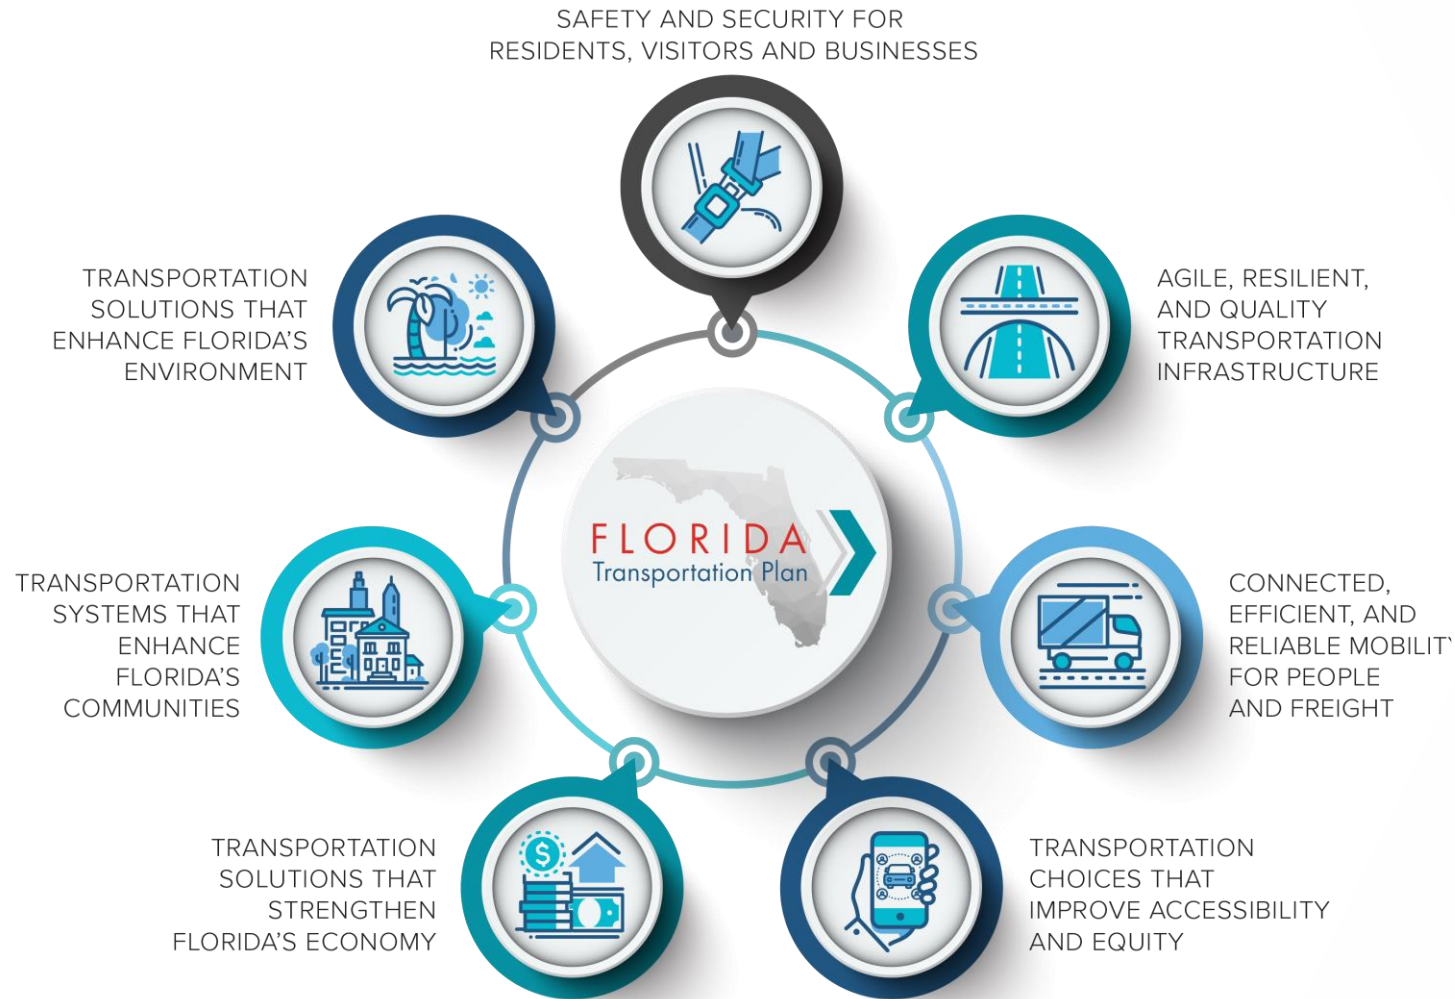 SAFETY AND SECURITY FOR
RESIDENTS, VISITORS AND BUSINESSES
AGILE, RESILIENT,
AND QUALITY
TRANSPORTATION
INFRASTRUCTURE
CONNECTED,
EFFICIENT, AND
RELIABLE MOBILITY
FOR PEOPLE
AND FREIGHT
TRANSPORTATION
CHOICES THAT
IMPROVE ACCESSIBILITY
AND EQUITY
TRANSPORTATION
SOLUTIONS THAT
STRENGTHEN
FLORIDA'S ECONOMY
TRANSPORTATION
SYSTEMS THAT
ENHANCE
FLORIDA'S
COMMUNITIES
TRANSPORTATION
SOLUTIONS THAT
ENHANCE FLORIDA'S
ENVIRONMENT
FLORIDA
Transportation Plan
$